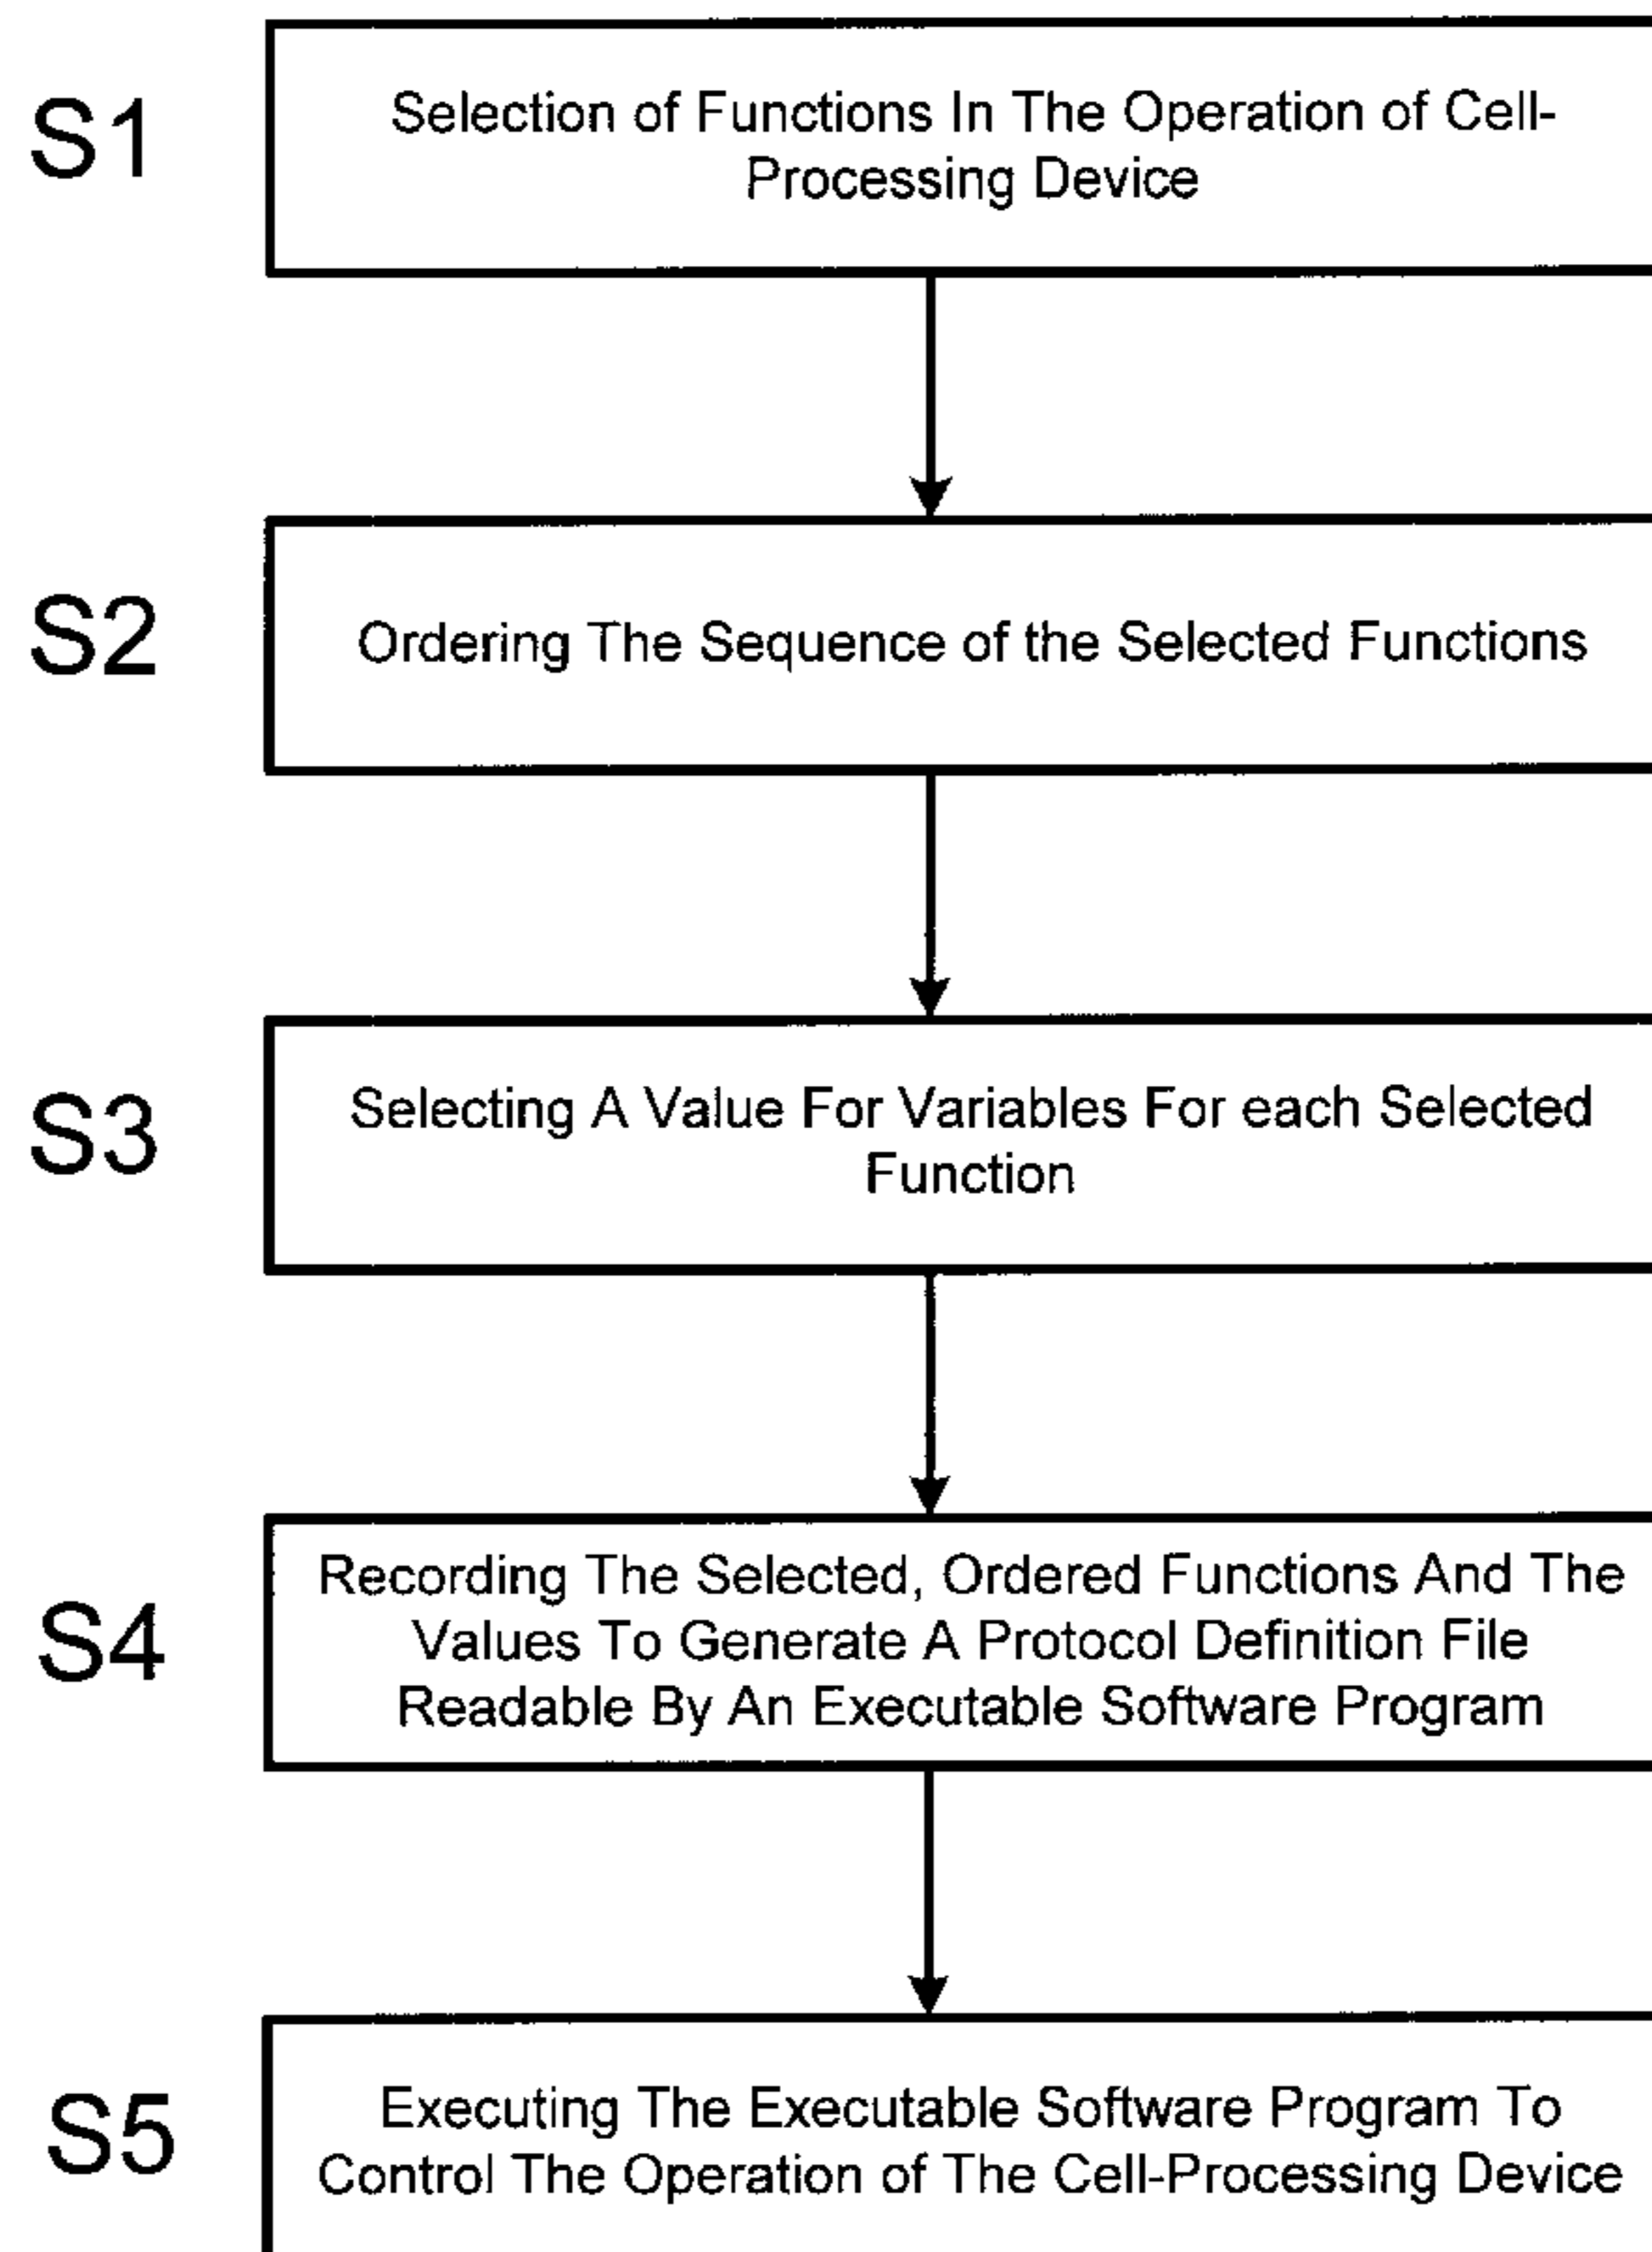 S1
Selection of Functions In The Operation of Cell-
Processing Device
S2
Ordering The Sequence of the Selected Functions
S3
Selecting A Value For Variables For each Selected
Function
S4
Recording The Selected, Ordered Functions And The
Values To Generate A Protocol Definition File
Readable By An Executable Software Program
S5
Executing The Executable Software Program To
Control The Operation of The Cell-Processing Device